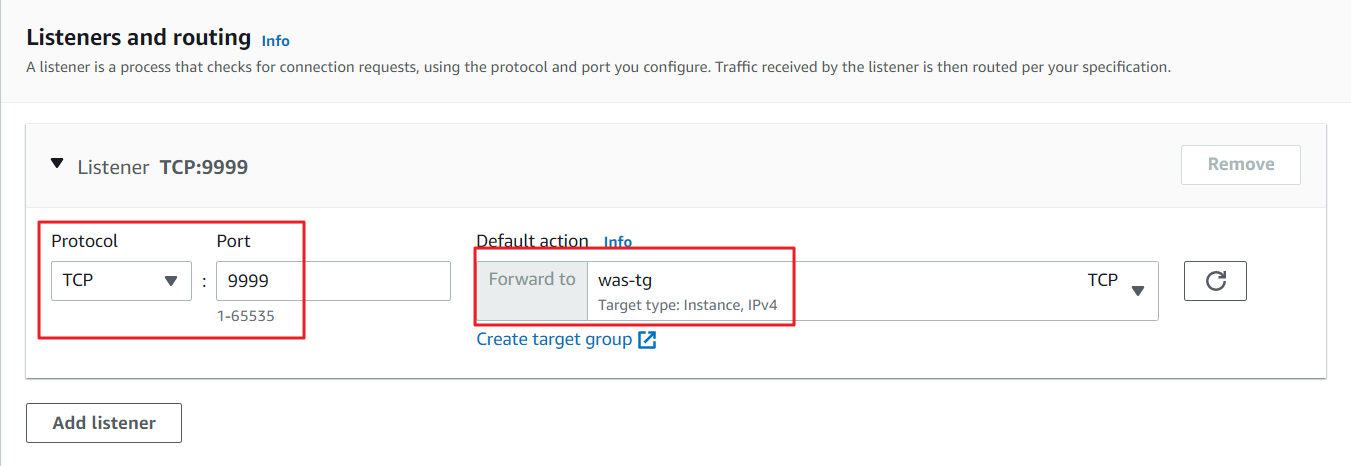 Listeners and routing Info
A listener is a process that checks for connection requests, using the protocol and port you configure. Traffic received by the listener is then routed per your specification.
Listener TCP:9999
Remove
Protocol Port Default action Info
TCP : 9999 Forward to was-tg TCP
1-65535 Target type: Instance, IPv4
Create target group
Add listener